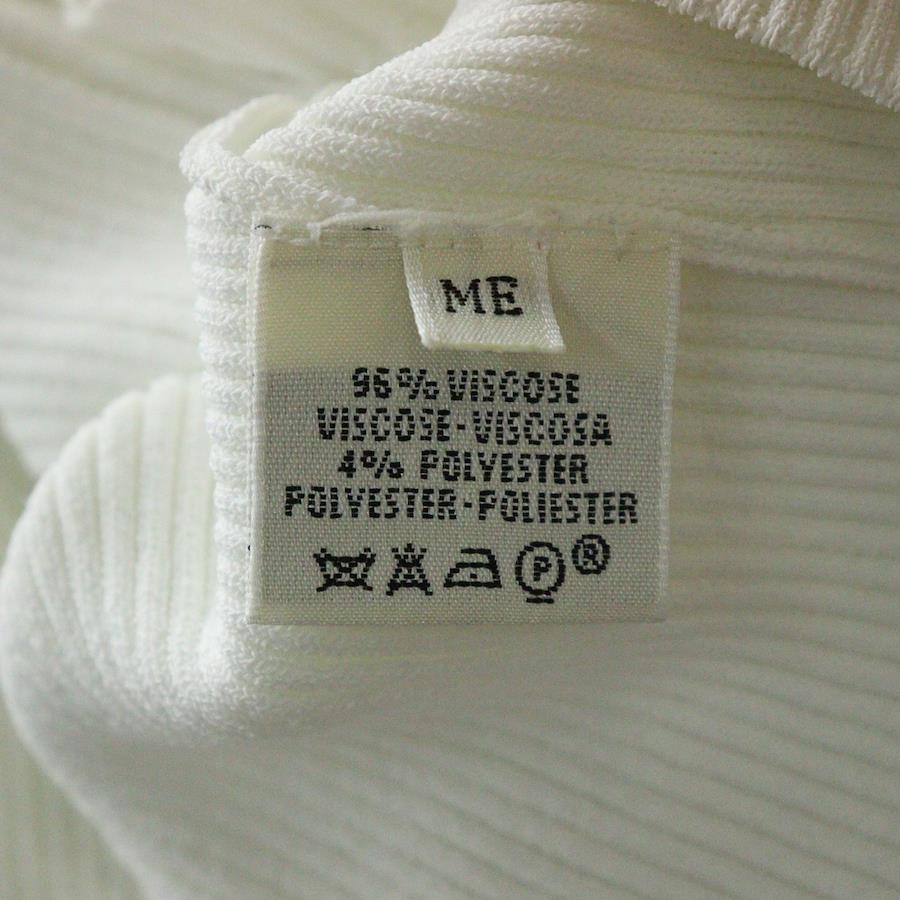 ME
96% VISCOSE
VISCOSE-VISCOSA
4% POLYESTER
POLYESTER-POLIESTER
P ®